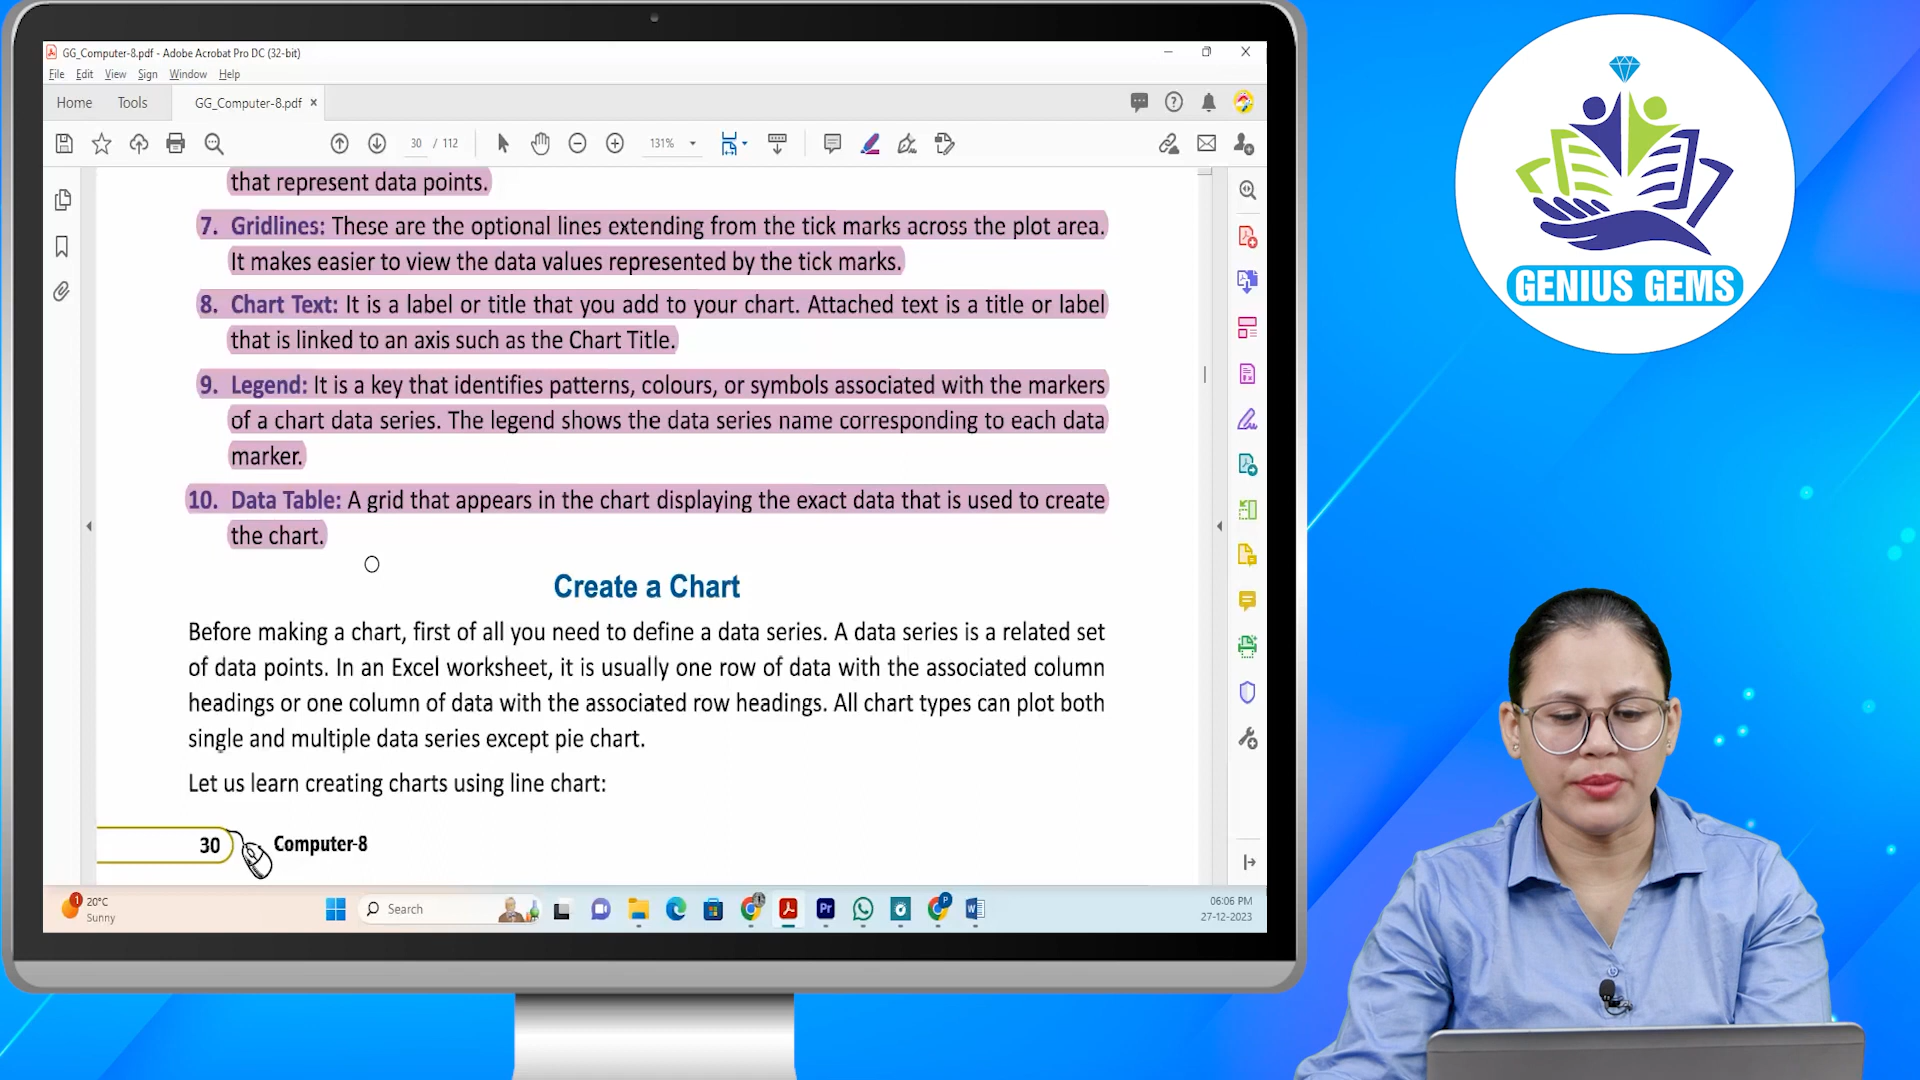 GG_Computer-8.pdf - Adobe Acrobat Pro DC (32-bit)
File Edit View Sign Window Help
Home Tools GG_Computer-8.pdf ×
30 / 112 131%
that represent data points.
7. Gridlines: These are the optional lines extending from the tick marks across the plot area.
It makes easier to view the data values represented by the tick marks.
8. Chart Text: It is a label or title that you add to your chart. Attached text is a title or label
that is linked to an axis such as the Chart Title.
9. Legend: It is a key that identifies patterns, colours, or symbols associated with the markers
of a chart data series. The legend shows the data series name corresponding to each data
marker.
10. Data Table: A grid that appears in the chart displaying the exact data that is used to create
the chart.
Create a Chart
Before making a chart, first of all you need to define a data series. A data series is a related set
of data points. In an Excel worksheet, it is usually one row of data with the associated column
headings or one column of data with the associated row headings. All chart types can plot both
single and multiple data series except pie chart.
Let us learn creating charts using line chart:
30 Computer-8
1 20°C
Sunny
Search
Pr
P
06:06 PM
27-12-2023
GENIUS GEMS